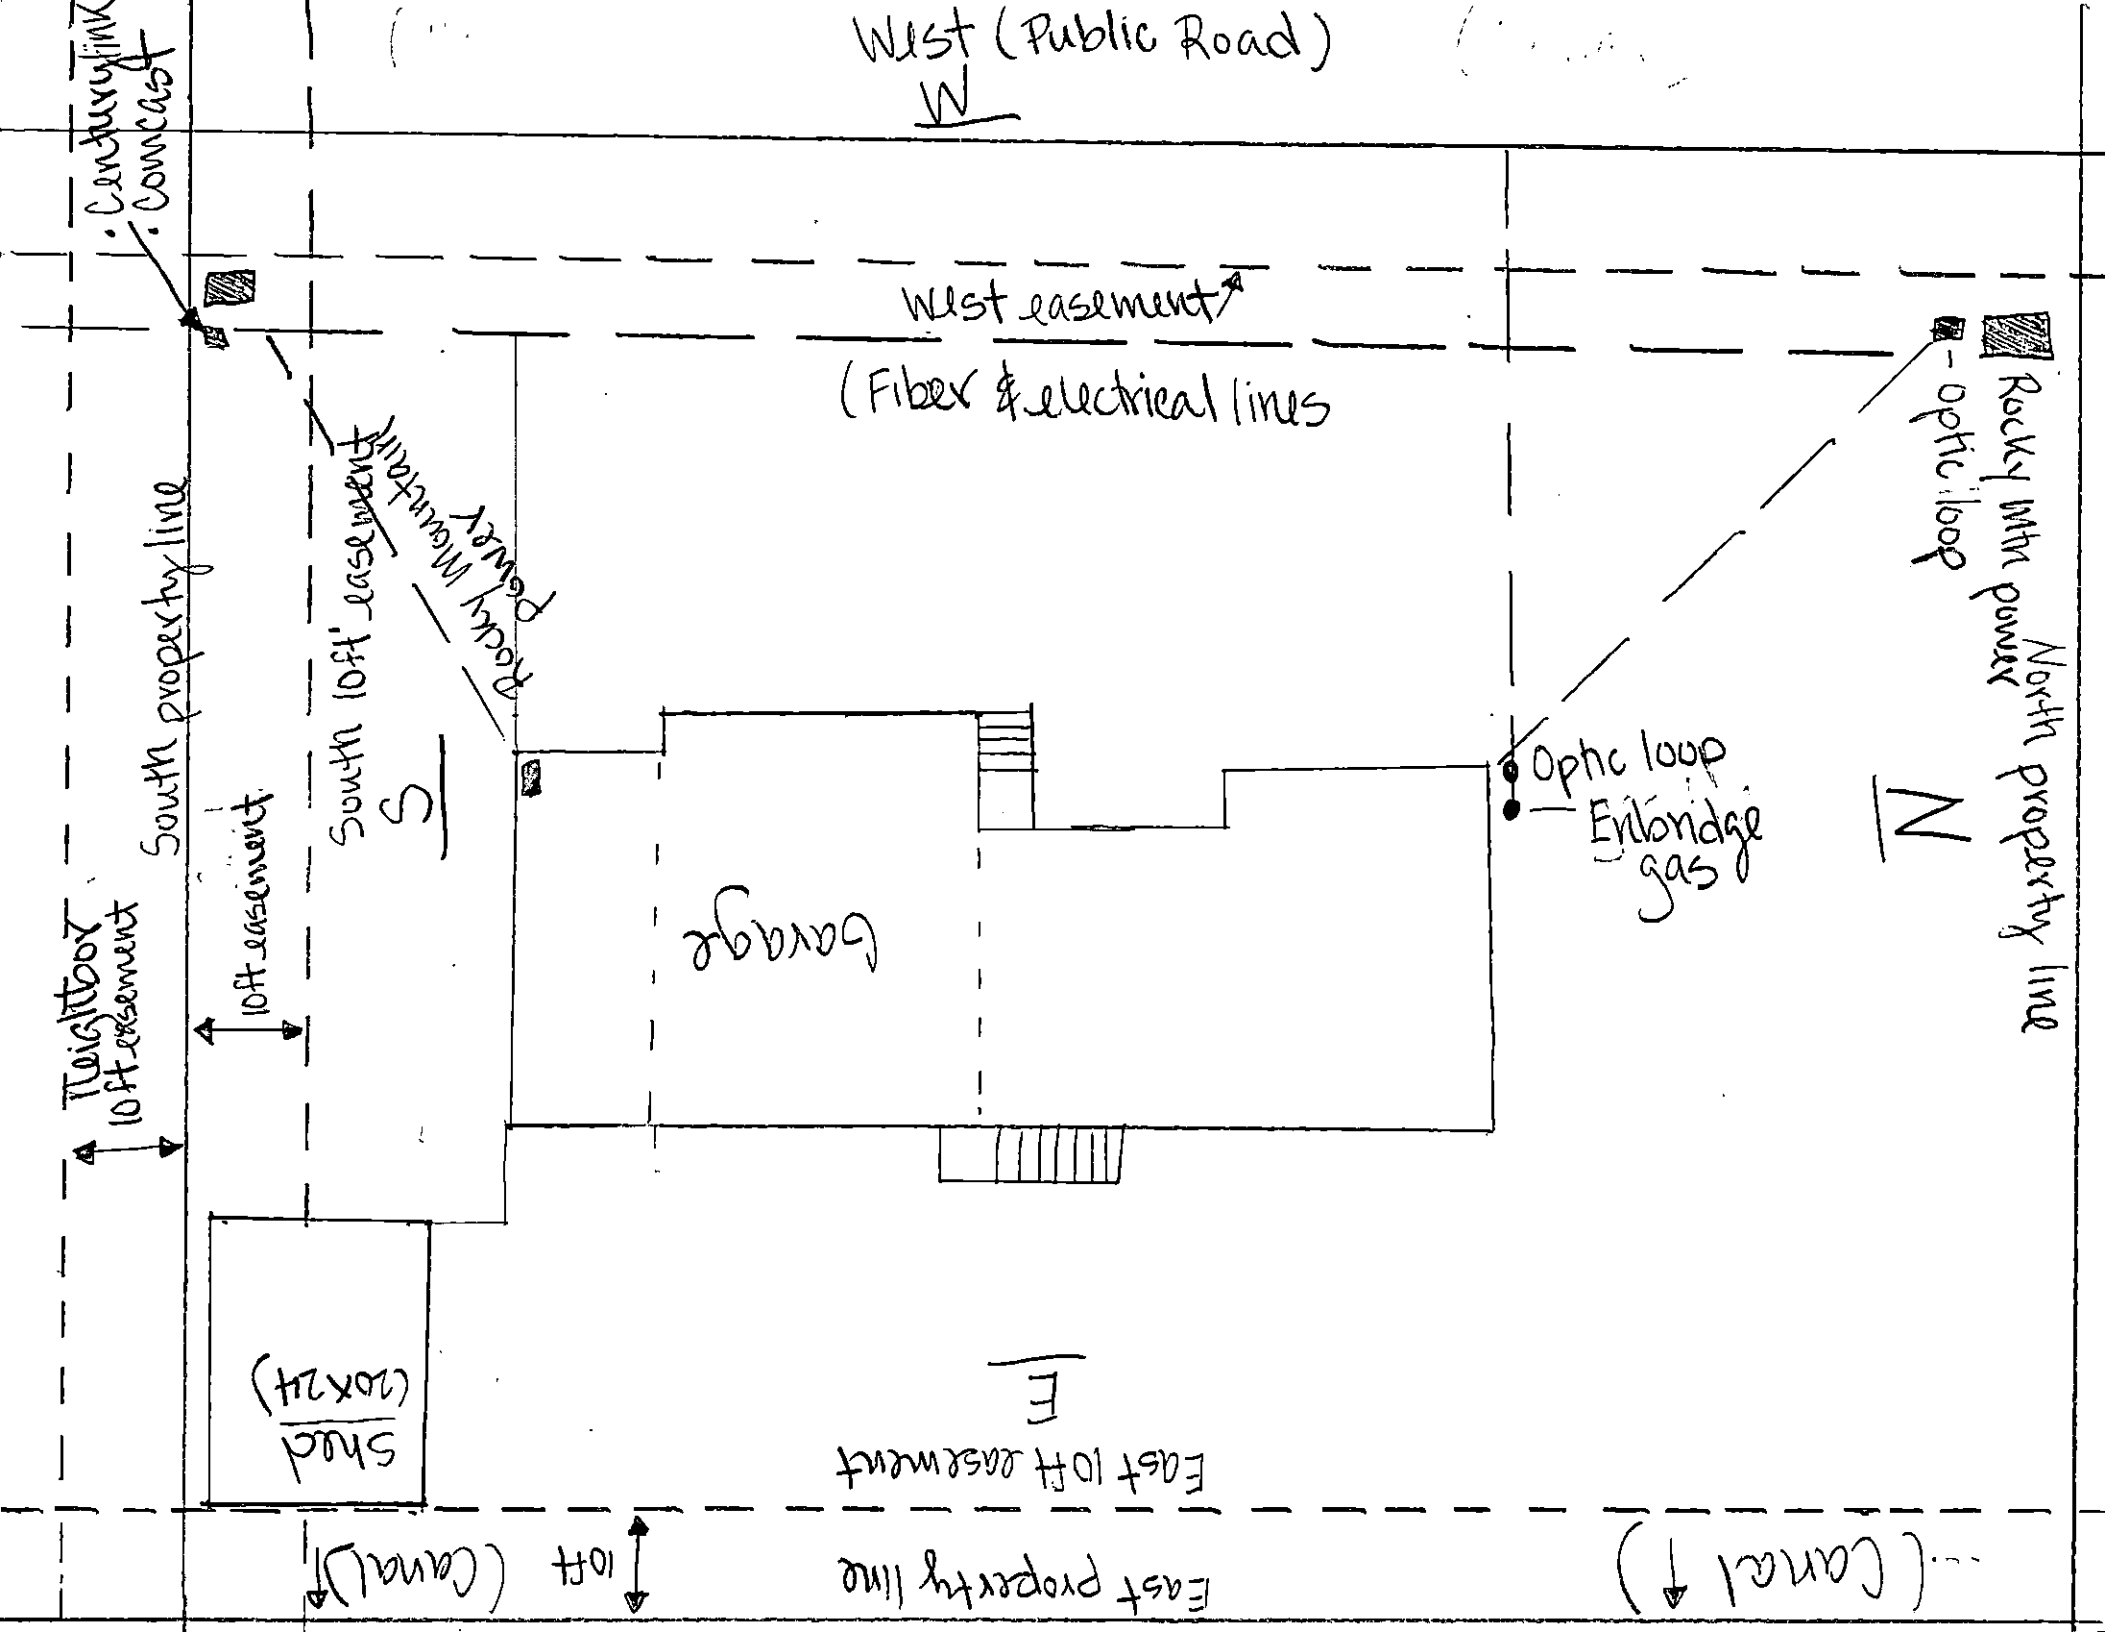 West (Public Road)
W
· Centurylink
· Comcast
West easement
(Fiber & electrical lines
Rocky Mountain
Power
South property line
South 10ft' easement
S
10ft easement
Neighbor
10ft easement
- Optic loop
Rocky Mtn power
North property line
N
Optic loop
Enbridge
gas
Garage
Shed
(20x24)
E
East 10ft easement
East property line
10ft
(Canal)
(Canal )